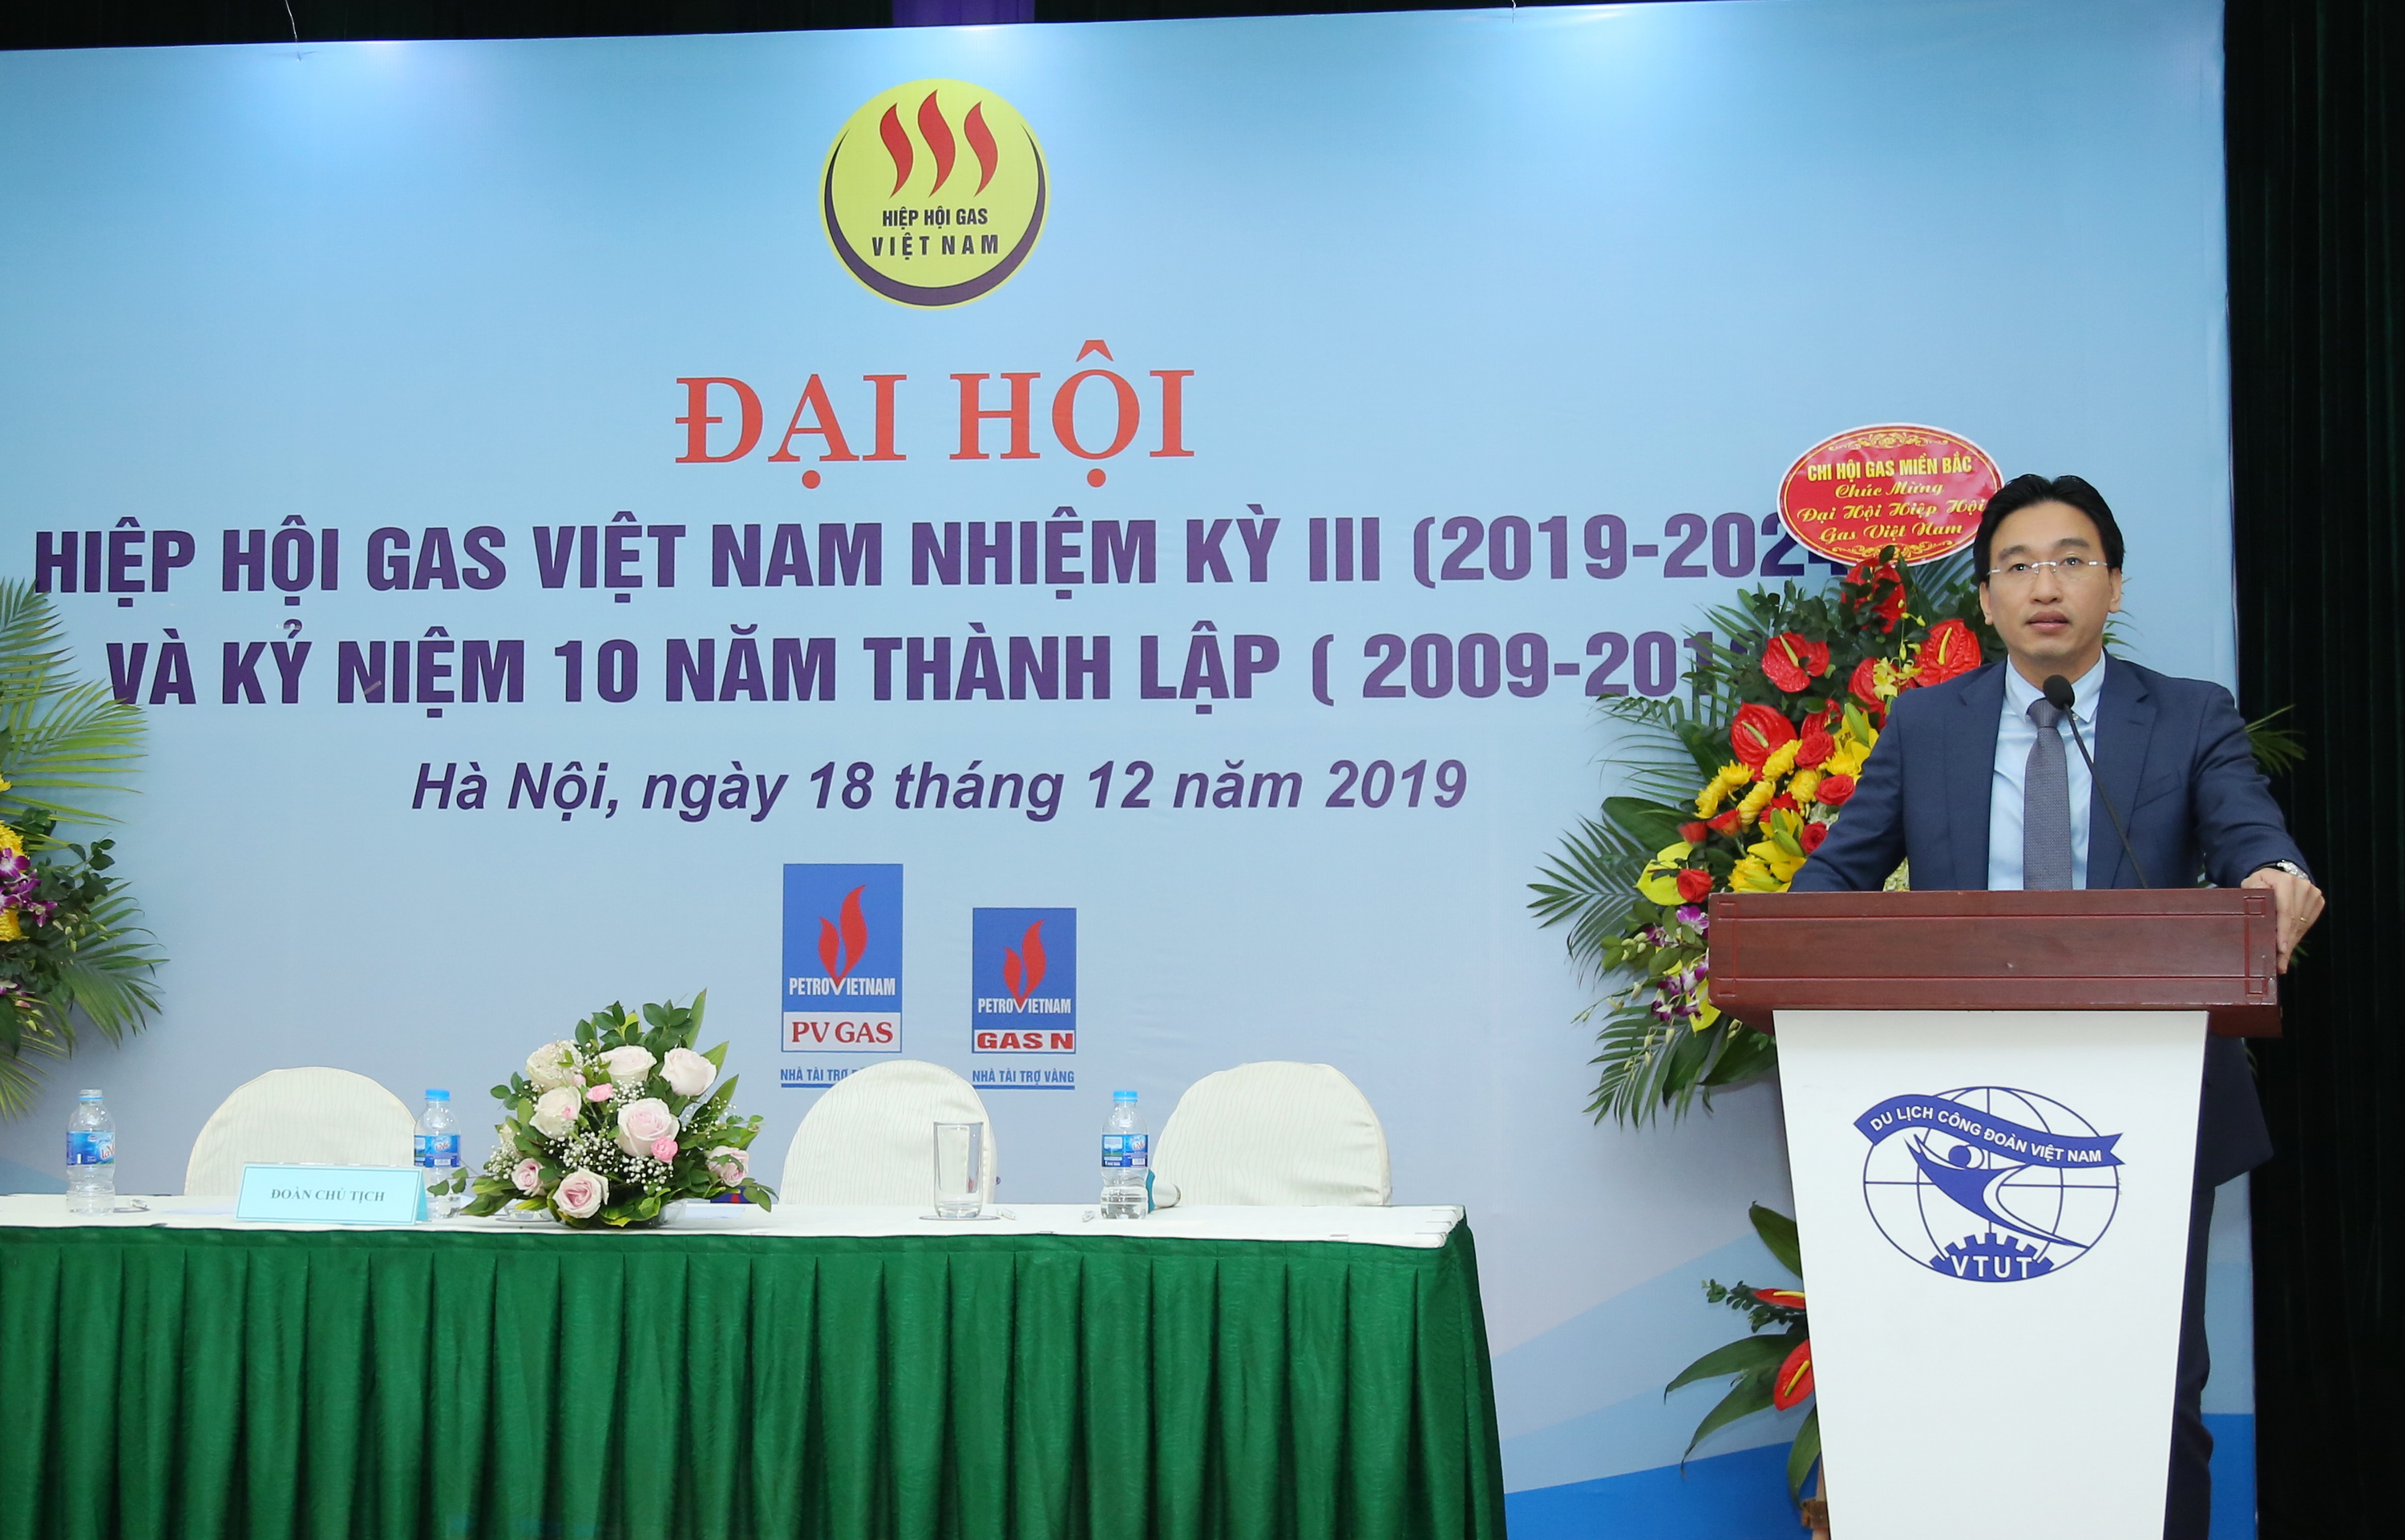 HIỆP HỘI GAS
VIỆT NAM
ĐẠI HỘI
HIỆP HỘI GAS VIỆT NAM NHIỆM KỲ III (2019-202
VÀ KỶ NIỆM 10 NĂM THÀNH LẬP ( 2009-201
Hà Nội, ngày 18 tháng 12 năm 2019
CHI HỘI GAS MIỀN BẮC
Chúc Mừng
Đại Hội Hiệp Hội
Gas Việt Nam
PETROVIETNAM
PV GAS
NHÀ TÀI TRỢ
PETROVIETNAM
GAS N
NHÀ TÀI TRỢ VÀNG
ĐOÀN CHỦ TỊCH
DU LỊCH CÔNG ĐOÀN VIỆT NAM
VTUT